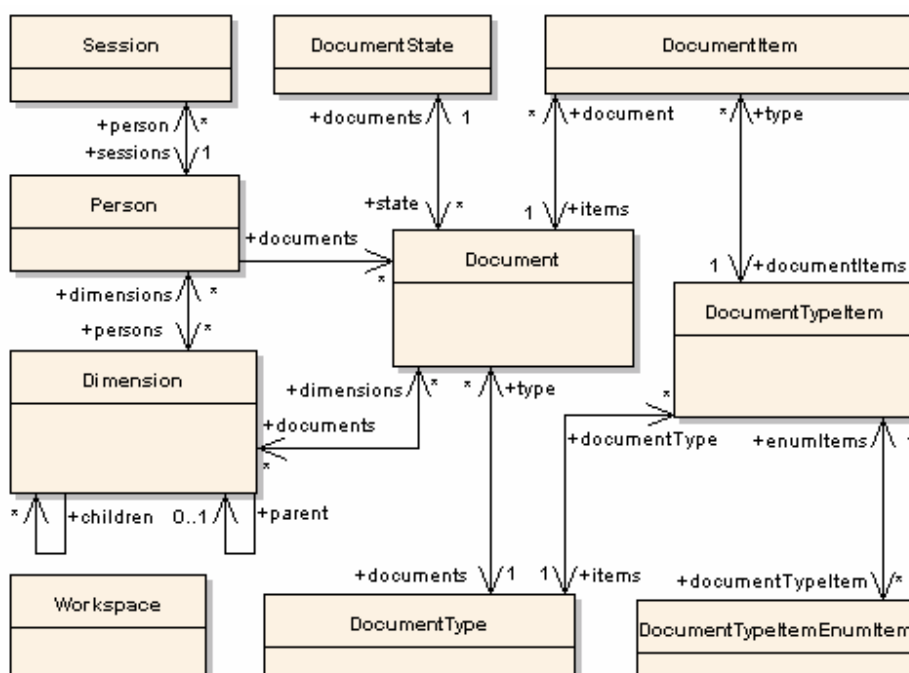 Session
DocumentState
DocumentItem
+person *
+documents 1
* +document
* +type
+sessions 1
+state *
1 +items
1 +documentItems
Person
+documents
*
Document
DocumentTypeItem
+dimensions *
+persons *
Dimension
+dimensions *
* +type
*
+documents
*
+documentType
+enumItems
* +children
0..1 +parent
+documents 1
1 +items
+documentTypeItem *
Workspace
DocumentType
DocumentTypeItemEnumItem